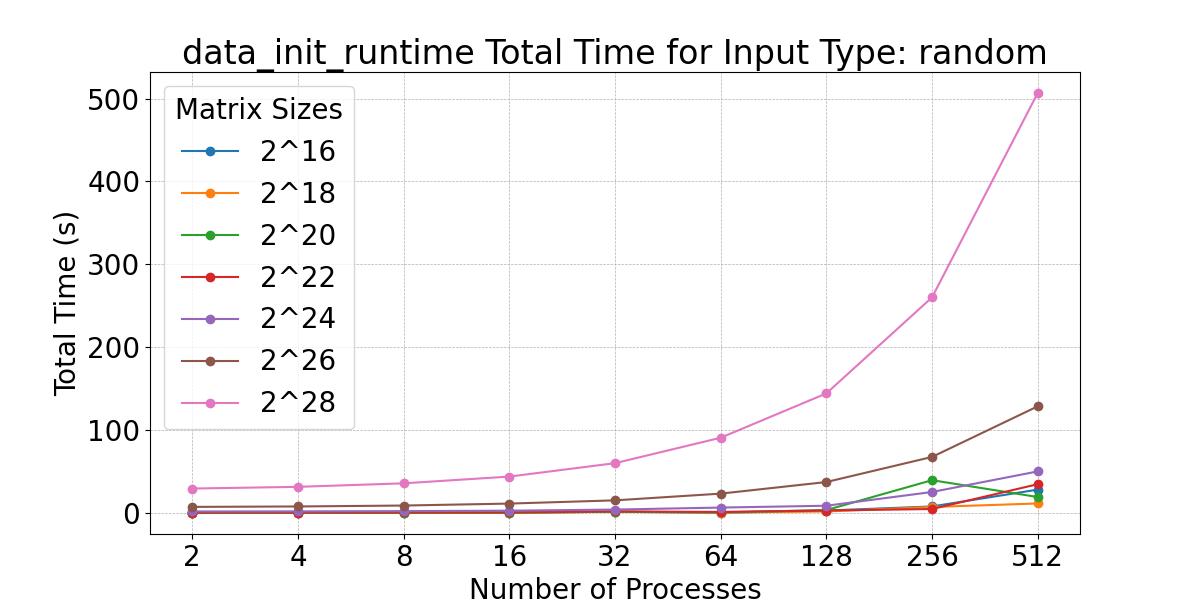 data_init_runtime Total Time for Input Type: random
Matrix Sizes
2^16
2^18
2^20
2^22
2^24
2^26
2^28
Total Time (s)
500
400
300
200
100
0
2 4 8 16 32 64 128 256 512
Number of Processes